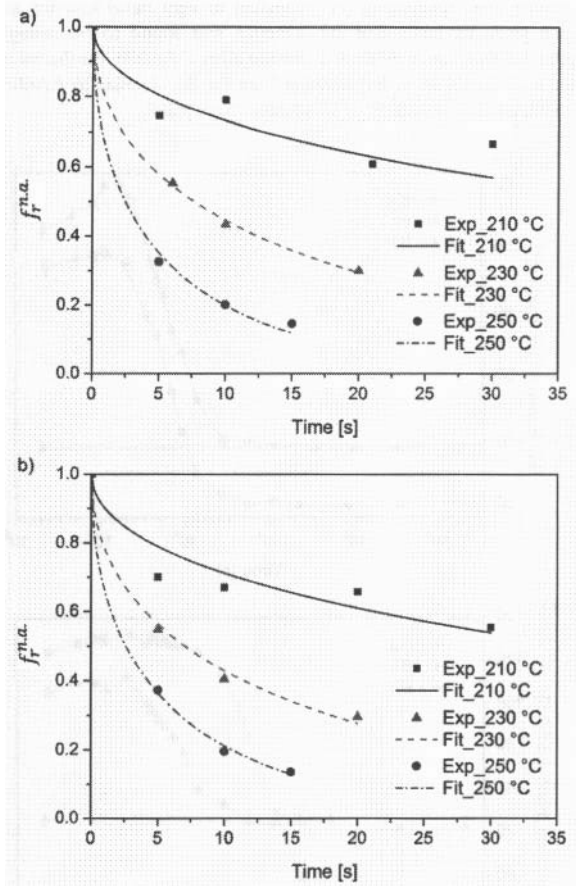 a)
1.0
0.8
0.6
0.4
0.2
0.0
f_r^{n.a.}
Exp_210 °C
Fit_210 °C
Exp_230 °C
Fit_230 °C
Exp_250 °C
Fit_250 °C
0 5 10 15 20 25 30 35
Time [s]
b)
1.0
0.8
0.6
0.4
0.2
0.0
f_r^{n.a.}
Exp_210 °C
Fit_210 °C
Exp_230 °C
Fit_230 °C
Exp_250 °C
Fit_250 °C
0 5 10 15 20 25 30 35
Time [s]